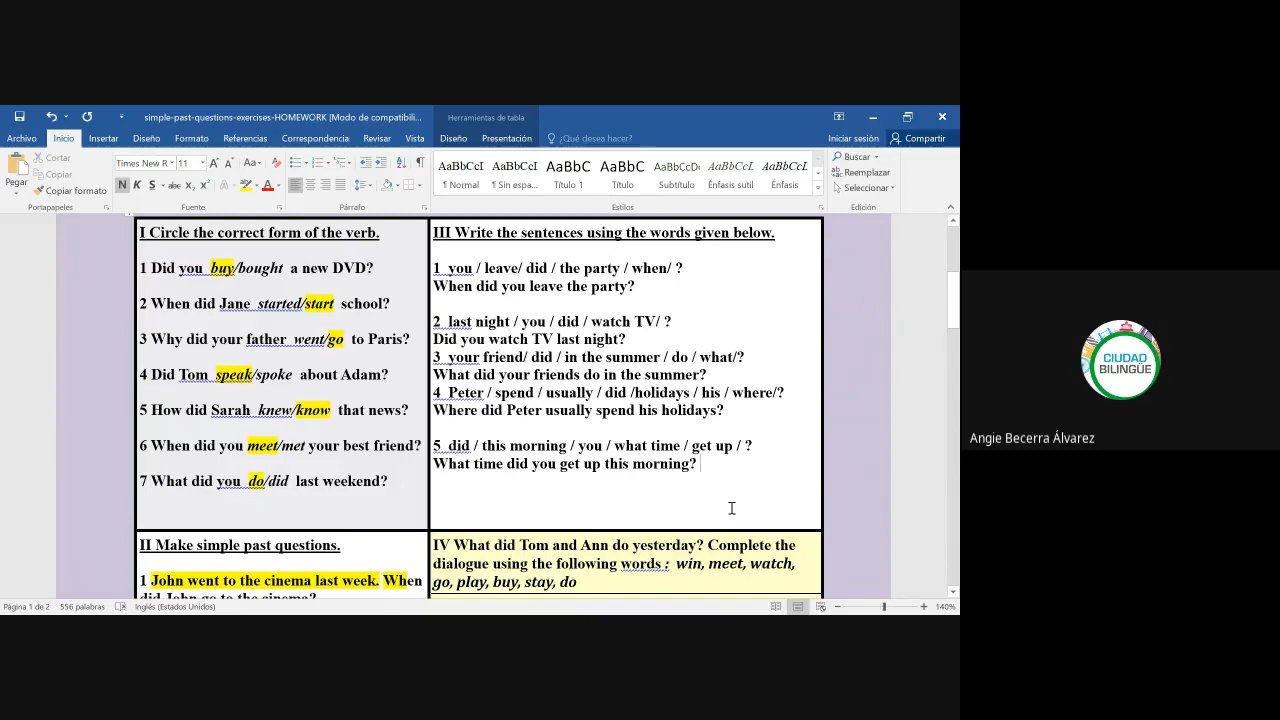 simple-past-questions-exercises-HOMEWORK [Modo de compatibili...
Herramientas de tabla
Archivo Inicio Insertar Diseño Formato Referencias Correspondencia Revisar Vista Diseño Presentación ¿Qué desea hacer? Iniciar sesión Compartir
Pegar
Cortar
Copiar
Copiar formato
Times New R 11
N K S abc x₂ x²
AaBbCcI AaBbCcI AaBbC AaBbC AaBbCcD AaBbCcL AaBbCcL
¶ Normal ¶ Sin espa... Título 1 Título Subtítulo Énfasis sutil Énfasis
Buscar
Reemplazar
Seleccionar
Portapapeles Fuente Párrafo Estilos Edición
I Circle the correct form of the verb.
1 Did you buy/bought a new DVD?
2 When did Jane started/start school?
3 Why did your father went/go to Paris?
4 Did Tom speak/spoke about Adam?
5 How did Sarah knew/know that news?
6 When did you meet/met your best friend?
7 What did you do/did last weekend?
III Write the sentences using the words given below.
1 you / leave/ did / the party / when/ ?
When did you leave the party?
2 last night / you / did / watch TV/ ?
Did you watch TV last night?
3 your friend/ did / in the summer / do / what/?
What did your friends do in the summer?
4 Peter / spend / usually / did /holidays / his / where/?
Where did Peter usually spend his holidays?
5 did / this morning / you / what time / get up / ?
What time did you get up this morning?
II Make simple past questions.
1 John went to the cinema last week. When
did John go to the cinema?
IV What did Tom and Ann do yesterday? Complete the
dialogue using the following words : win, meet, watch,
go, play, buy, stay, do
Página 1 de 2 556 palabras Inglés (Estados Unidos) 140%
CIUDAD
BILINGÜE
Angie Becerra Álvarez